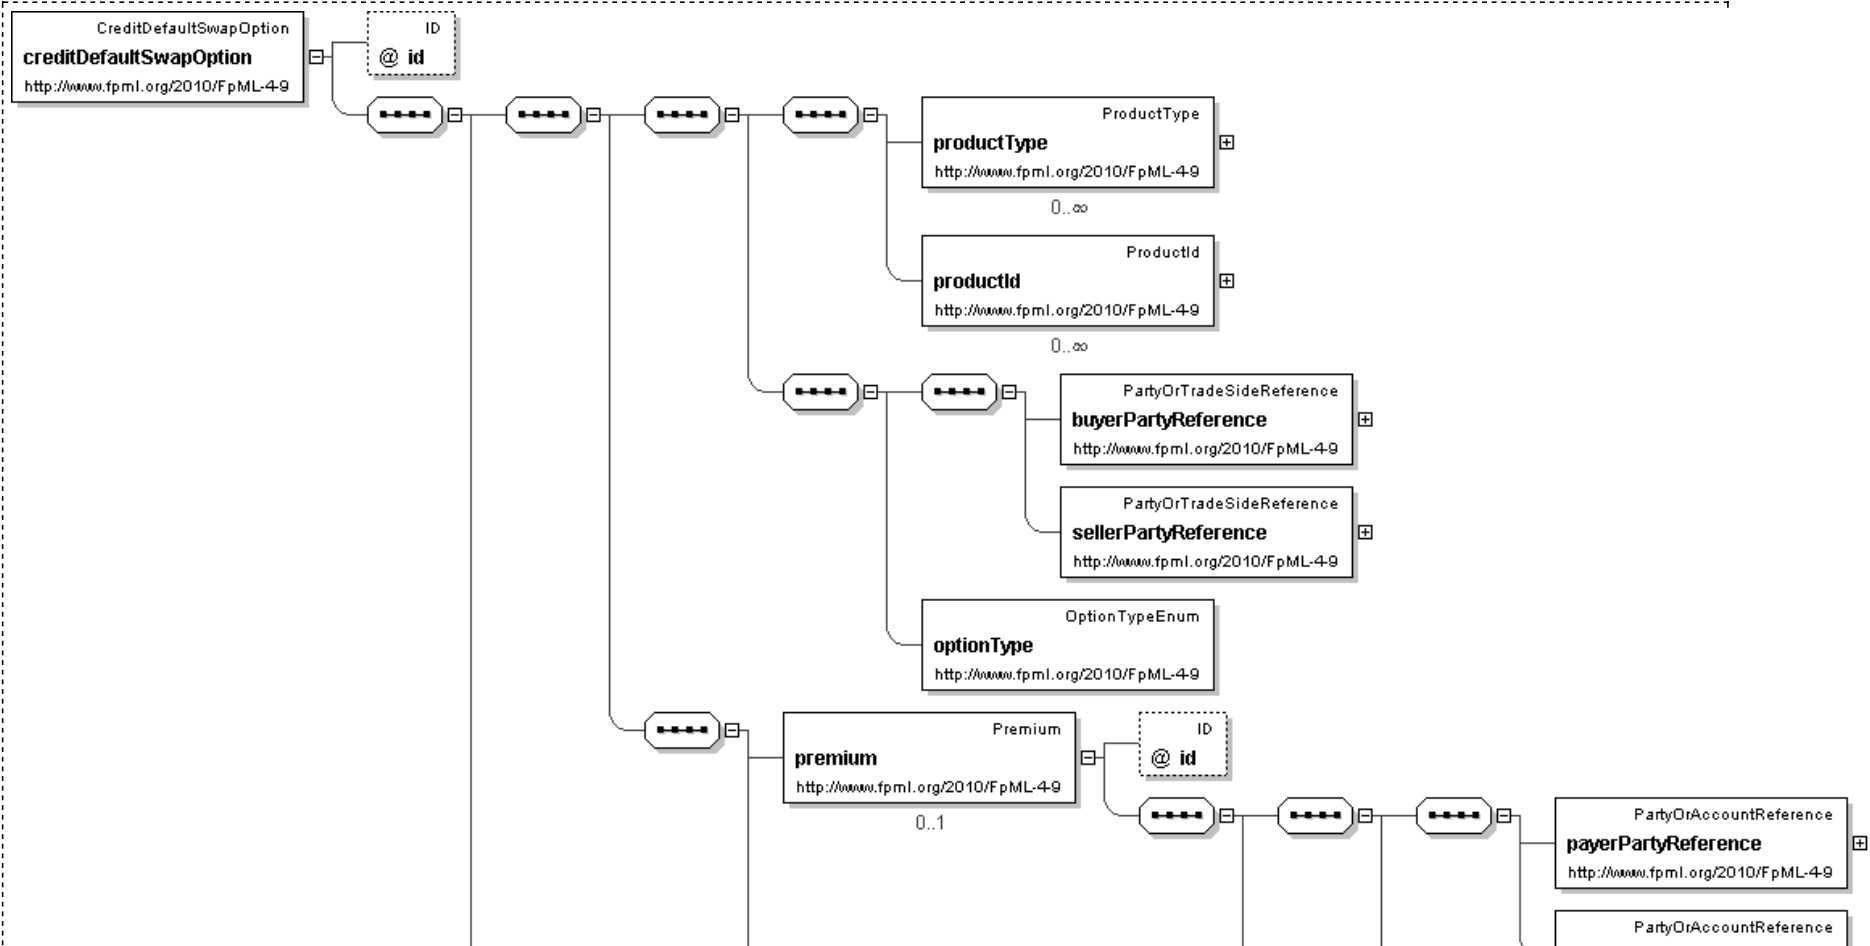 CreditDefaultSwapOption
creditDefaultSwapOption
http://www.fpml.org/2010/FpML-4-9
ID
@ id
ProductType
productType
http://www.fpml.org/2010/FpML-4-9
0..∞
ProductId
productId
http://www.fpml.org/2010/FpML-4-9
0..∞
PartyOrTradeSideReference
buyerPartyReference
http://www.fpml.org/2010/FpML-4-9
PartyOrTradeSideReference
sellerPartyReference
http://www.fpml.org/2010/FpML-4-9
OptionTypeEnum
optionType
http://www.fpml.org/2010/FpML-4-9
Premium
premium
http://www.fpml.org/2010/FpML-4-9
0..1
ID
@ id
PartyOrAccountReference
payerPartyReference
http://www.fpml.org/2010/FpML-4-9
PartyOrAccountReference